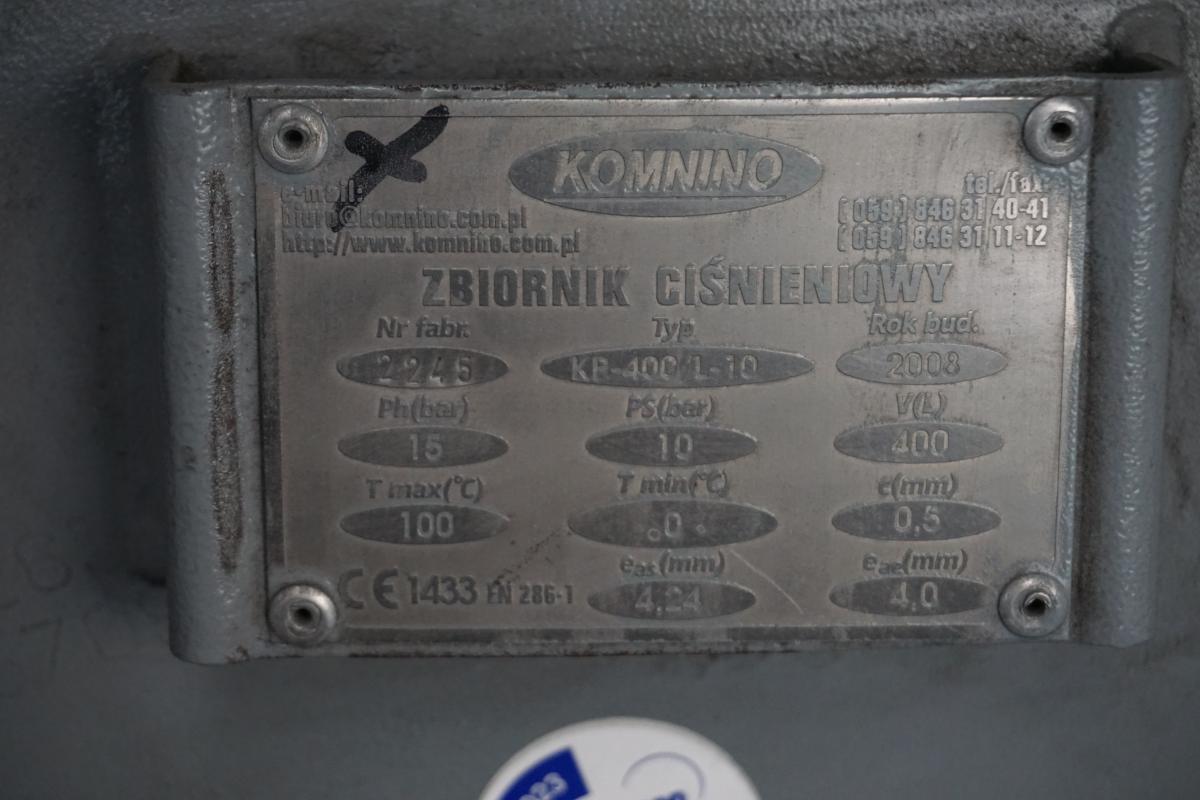 KOMNINO
e-mail:
biuro@komnino.com.pl
http://www.komnino.com.pl
tel./fax:
(059) 846 31 40-41
(059) 846 31 11-12
ZBIORNIK CIŚNIENIOWY
Nr fabr. Typ Rok bud.
2245 KP-400/L-10 2008
Ph(bar) PS(bar) V(L)
15 10 400
T max(°C) T min(°C) c(mm)
100 0 0,5
eas(mm) eae(mm)
CE 1433 EN 286-1 4,24 4,0